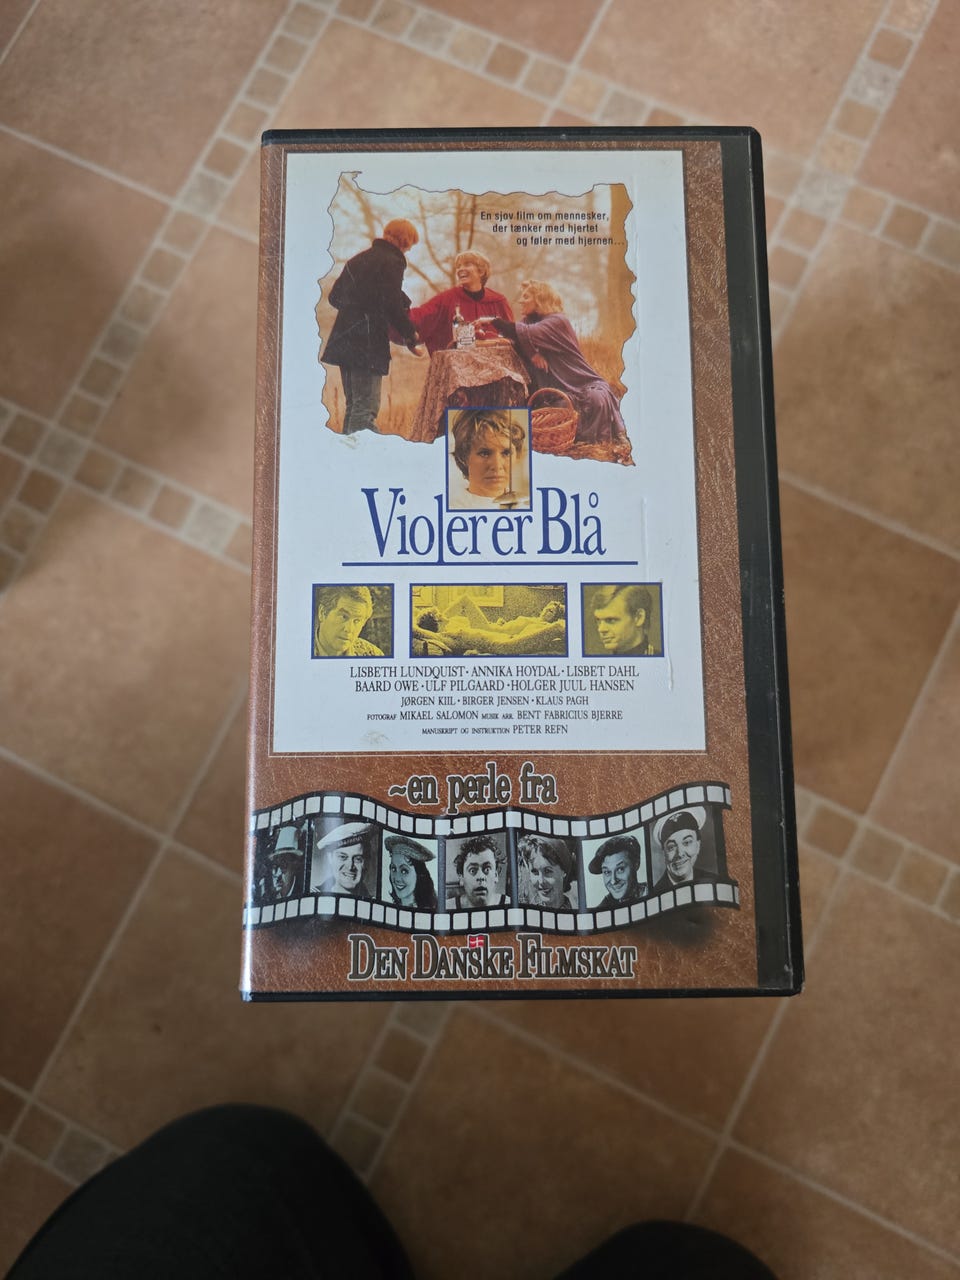 En sjov film om mennesker,
der tænker med hjertet
og føler med hjernen...
Violer er Blå
LISBETH LUNDQUIST · ANNIKA HOYDAL · LISBET DAHL
BAARD OWE · ULF PILGAARD · HOLGER JUUL HANSEN
JØRGEN KIIL · BIRGER JENSEN · KLAUS PAGH
FOTOGRAF MIKAEL SALOMON MUSIK ARR. BENT FABRICIUS BJERRE
MANUSKRIPT OG INSTRUKTION PETER REFN
~en perle fra
DEN DANSKE FILMSKAT